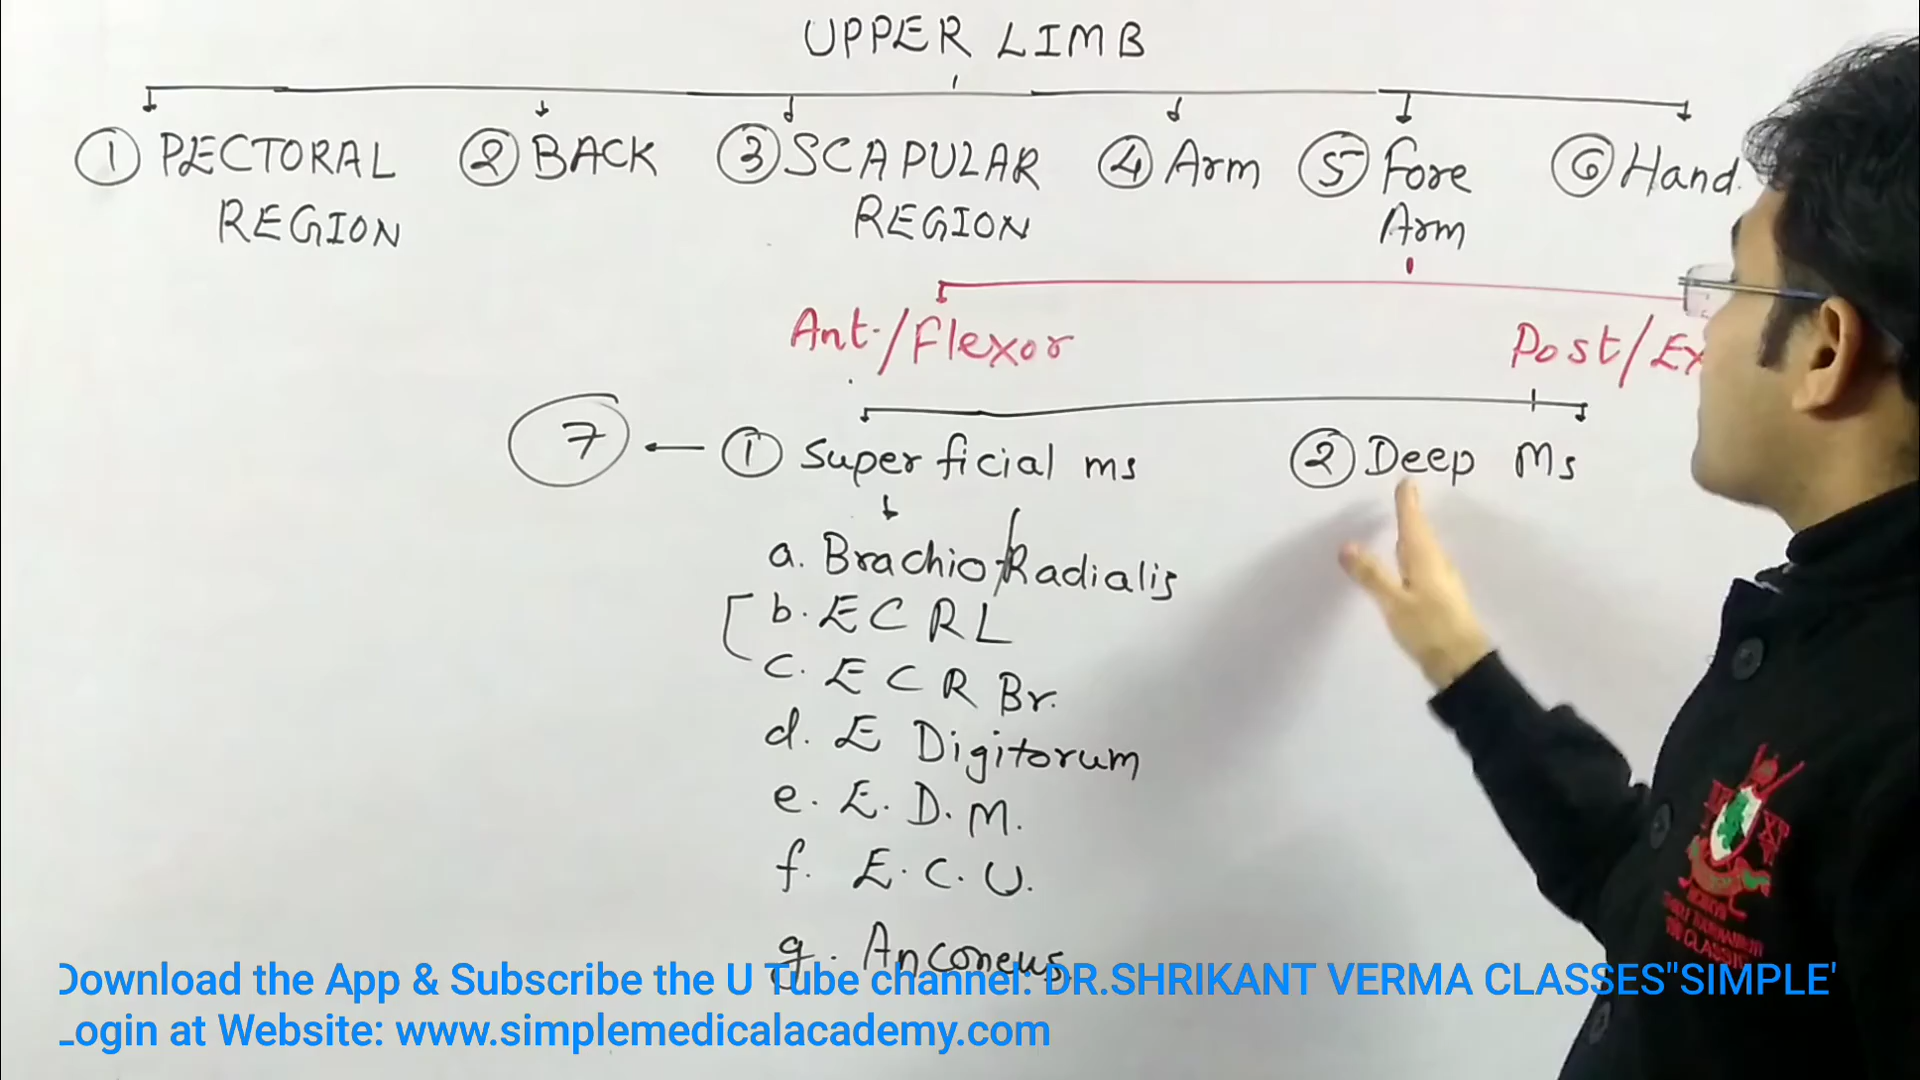 UPPER LIMB
① PECTORAL REGION
② BACK
③ SCAPULAR REGION
④ Arm
⑤ Fore Arm
⑥ Hand
Ant./Flexor
Post/Ex
7 ← ① Superficial ms
② Deep Ms
a. Brachio/Radialis
b. E C R L
c. E C R Br.
d. E Digitorum
e. E. D. M.
f. E. C. U.
g. Anconeus
Download the App & Subscribe the U Tube channel: DR.SHRIKANT VERMA CLASSES"SIMPLE'
Login at Website: www.simplemedicalacademy.com